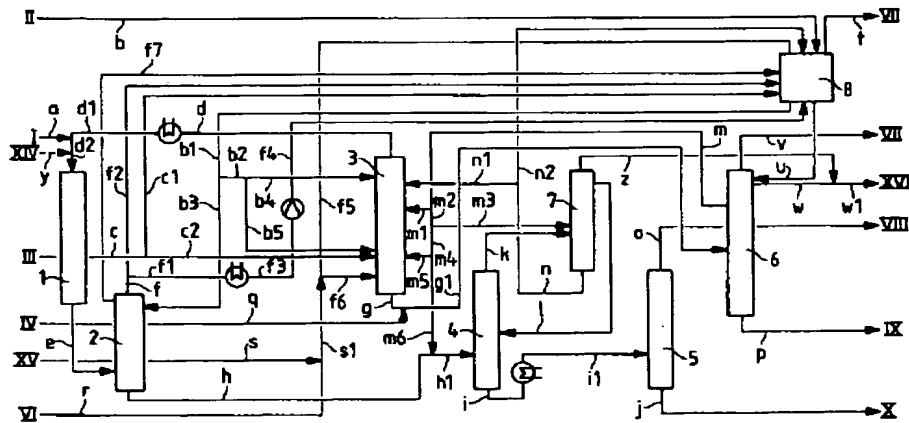 II b t VII
f7
n2 8
d1 d f4
a I b1 m v VII
XIV d2 b2 3 z u
y f2 c1 f5 n1 XVI
b3 b4 m2 m3 7 w w1
m1 o VIII
III c c2 b5 k 6
1 f1 f3 m4
f m5 g1 n l
g
IV q 4
2 m6 p IX
XV s s1 h1 i1
e 5
r h i
VI j X